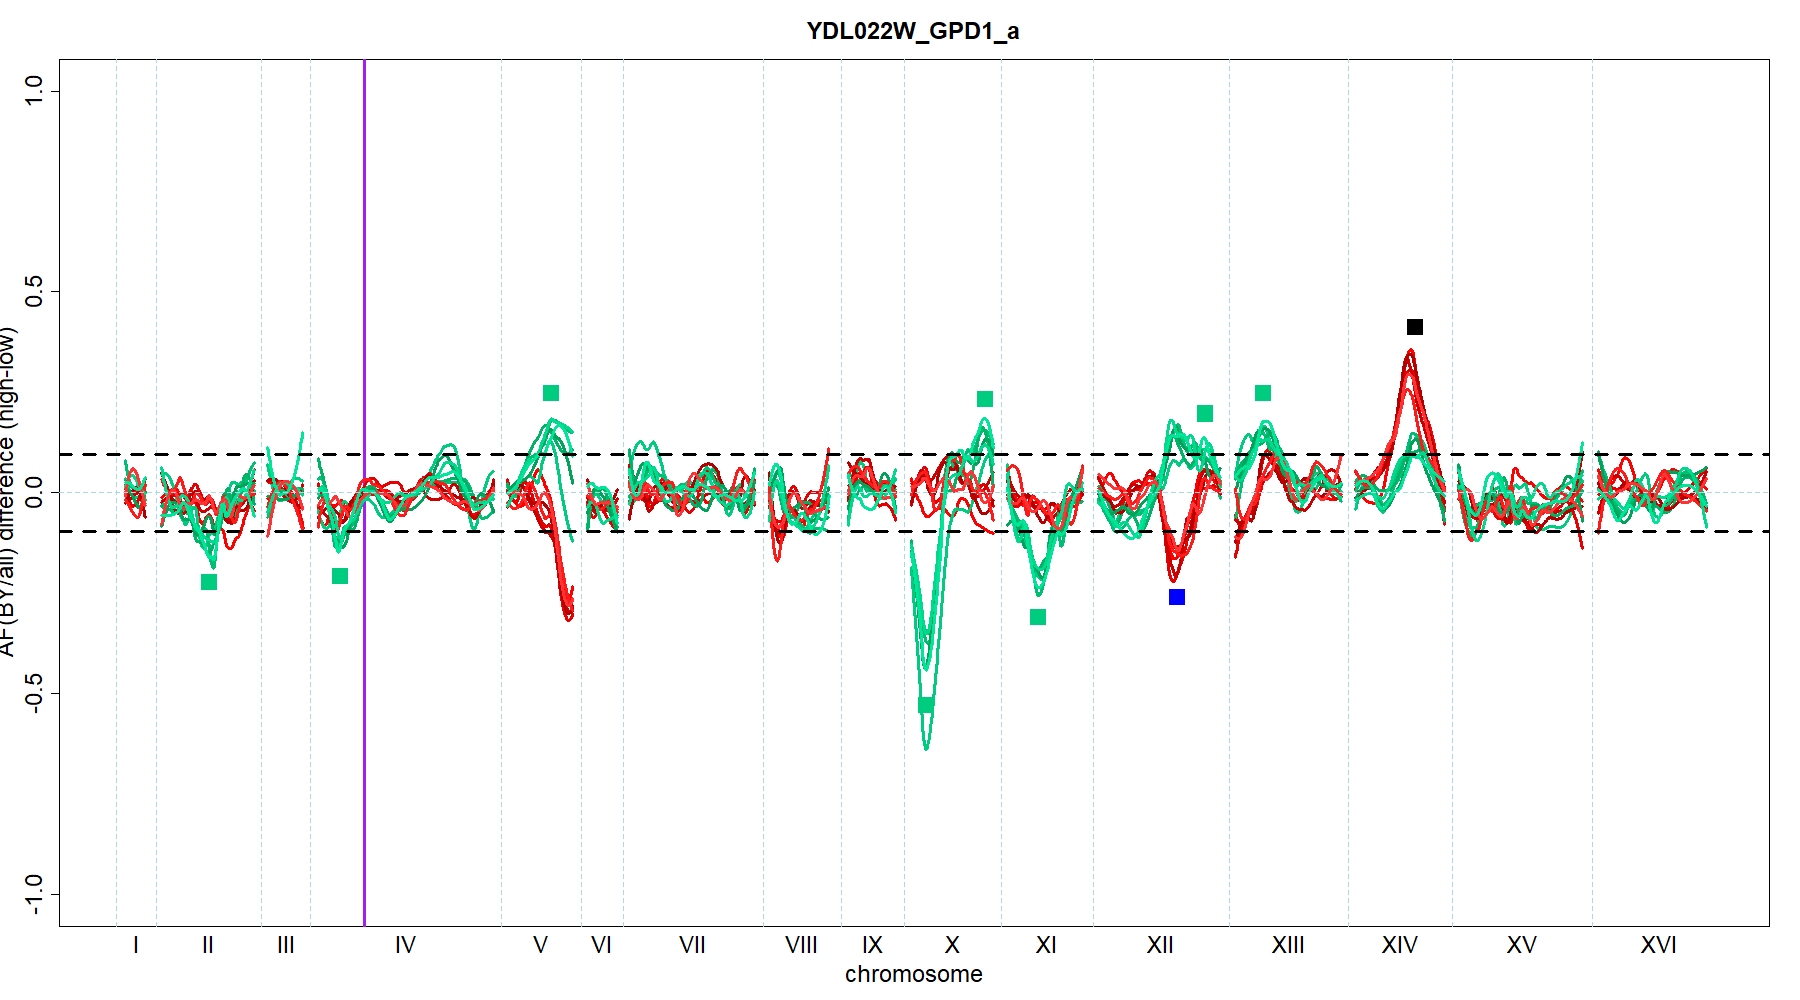 YDL022W_GPD1_a
AF(BY/all) difference (high-low)
1.0
0.5
0.0
-0.5
-1.0
I II III IV V VI VII VIII IX X XI XII XIII XIV XV XVI
chromosome